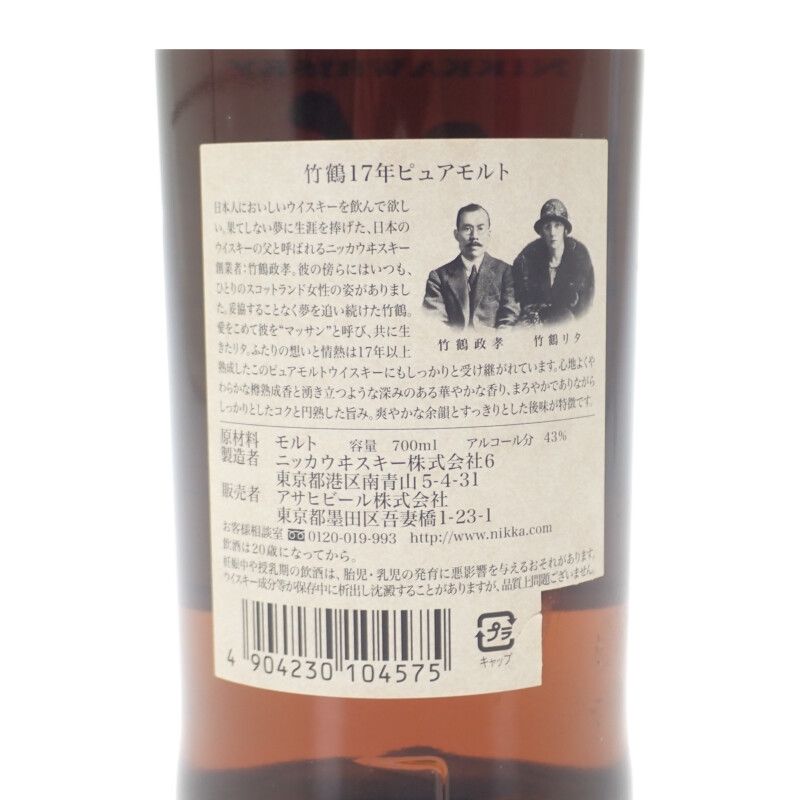 NIKKA WHISKY
竹鶴17年ピュアモルト
日本人においしいウイスキーを飲んで欲し
い。果てしない夢に生涯を捧げた、日本の
ウイスキーの父と呼ばれるニッカウヰスキー
創業者:竹鶴政孝。彼の傍らにはいつも、
ひとりのスコットランド女性の姿がありまし
た。妥協することなく夢を追い続けた竹鶴。
愛をこめて彼を“マッサン”と呼び、共に生
きたリタ。ふたりの想いと情熱は17年以上
熟成したこのピュアモルトウイスキーにもしっかりと受け継がれています。心地よくや
わらかな樽熟成香と湧き立つような深みのある華やかな香り、まろやかでありながら
しっかりとしたコクと円熟した旨み。爽やかな余韻とすっきりとした後味が特徴です。
竹鶴政孝 竹鶴リタ
原材料 モルト 容量 700ml アルコール分 43%
製造者 ニッカウヰスキー株式会社6
東京都港区南青山5-4-31
販売者 アサヒビール株式会社
東京都墨田区吾妻橋1-23-1
お客様相談室 0120-019-993 http://www.nikka.com
飲酒は20歳になってから。
妊娠中や授乳期の飲酒は、胎児・乳児の発育に悪影響を与えるおそれがあります。
ウイスキー成分等が保存中に析出し沈澱することがありますが、品質上問題ございません。
4 904230 104575
プラ
キャップ